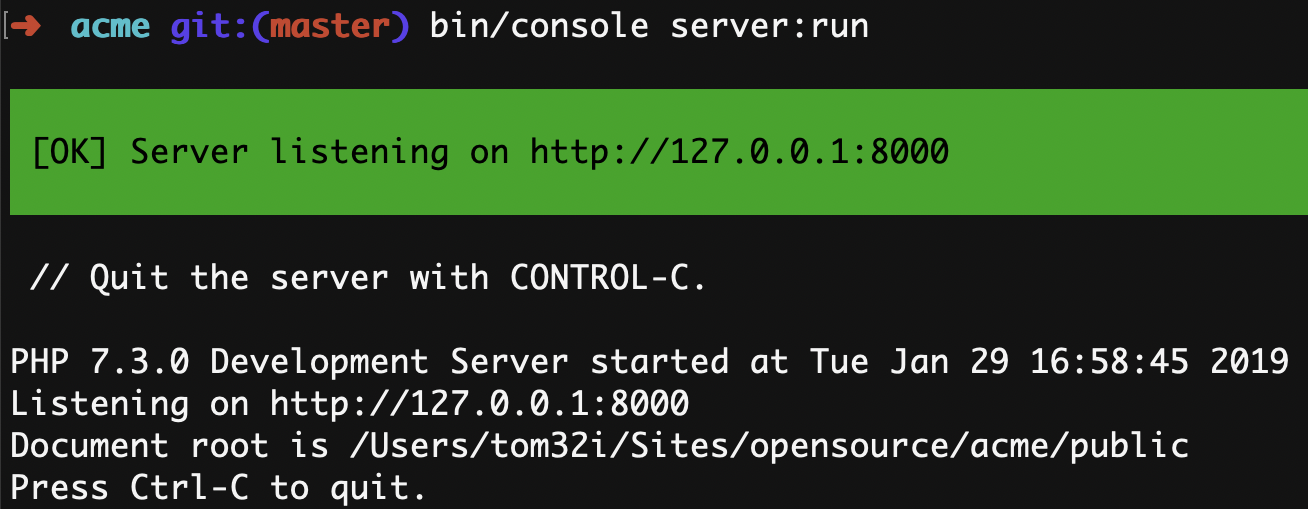 ➜ acme git:(master) bin/console server:run
[OK] Server listening on http://127.0.0.1:8000
// Quit the server with CONTROL-C.
PHP 7.3.0 Development Server started at Tue Jan 29 16:58:45 2019
Listening on http://127.0.0.1:8000
Document root is /Users/tom32i/Sites/opensource/acme/public
Press Ctrl-C to quit.